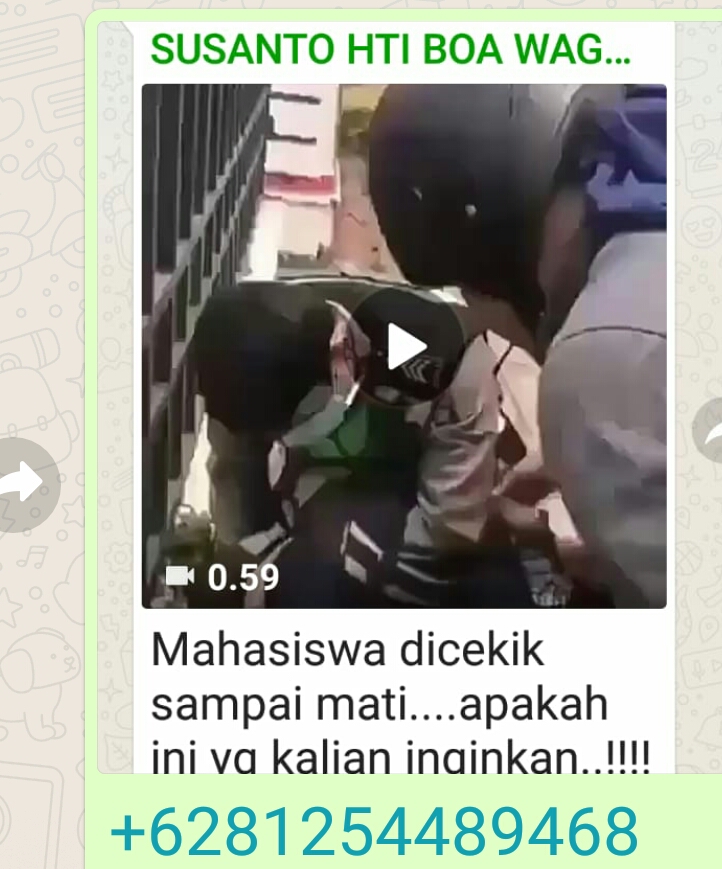 SUSANTO HTI BOA WAG...
0.59
Mahasiswa dicekik
sampai mati....apakah
ini yg kalian inginkan..!!!!
+6281254489468